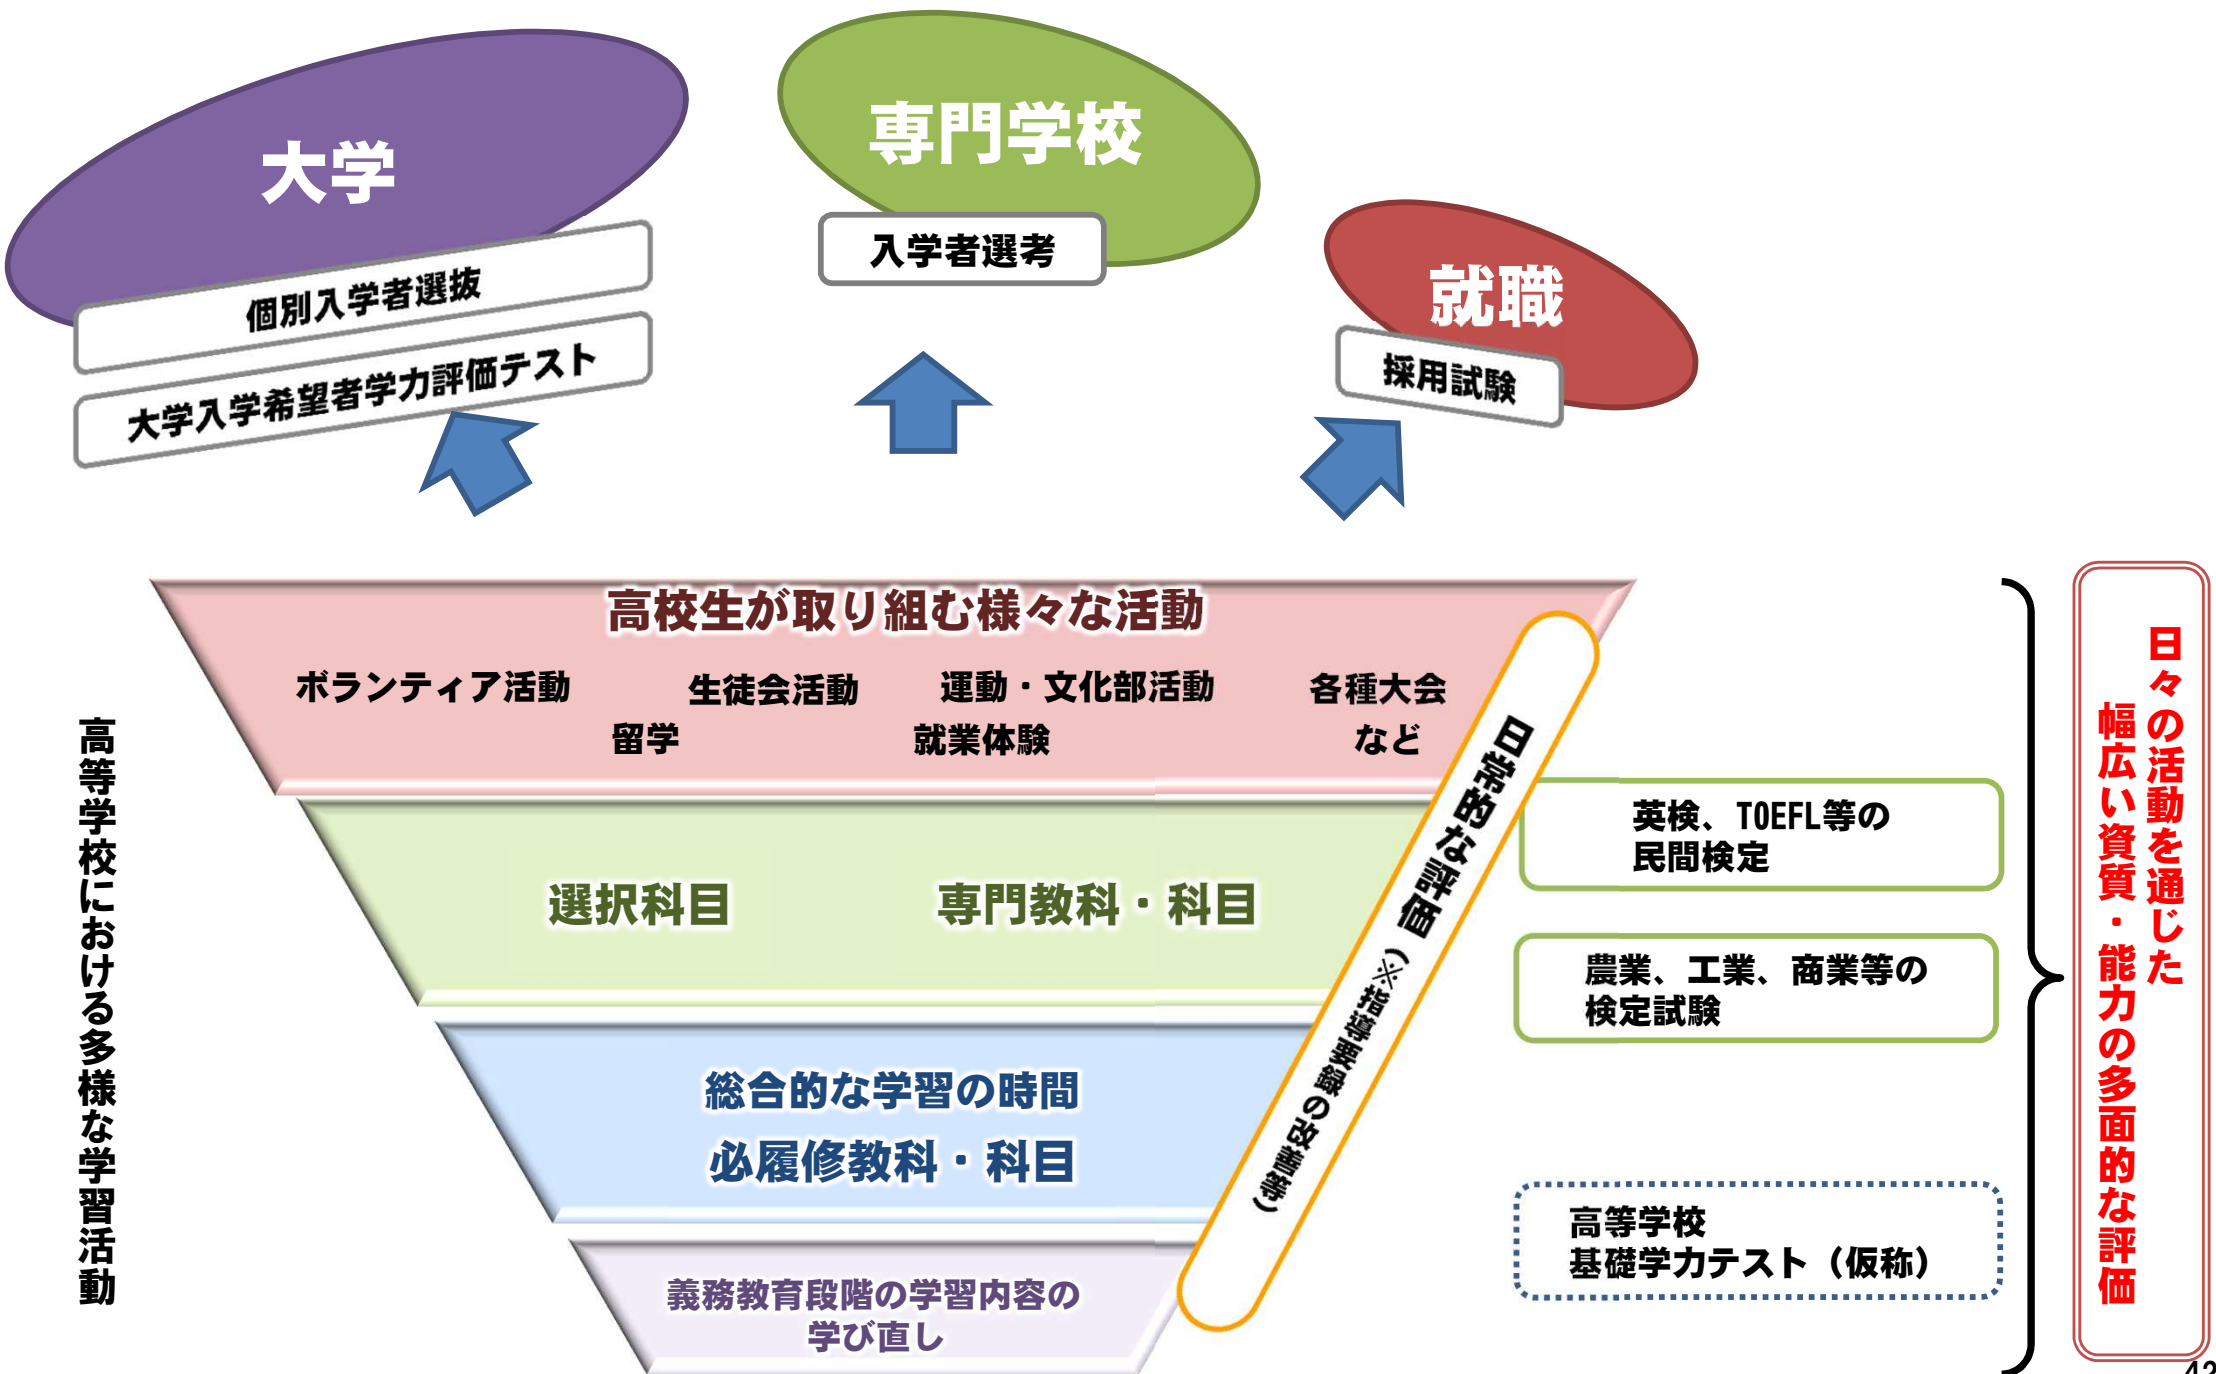 大学
個別入学者選抜
大学入学希望者学力評価テスト
専門学校
入学者選考
就職
採用試験
高等学校における多様な学習活動
高校生が取り組む様々な活動
ボランティア活動 生徒会活動 運動・文化部活動 各種大会
留学 就業体験 など
選択科目 専門教科・科目
総合的な学習の時間
必履修教科・科目
義務教育段階の学習内容の
学び直し
日常的な評価(※指導要録の改善等)
英検、TOEFL等の
民間検定
農業、工業、商業等の
検定試験
高等学校
基礎学力テスト(仮称)
日々の活動を通じた
幅広い資質・能力の多面的な評価